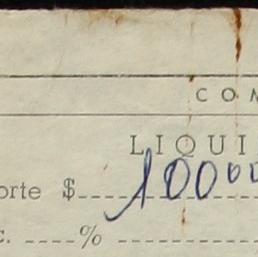 COM
LIQUI
orte $ 10000
c. %